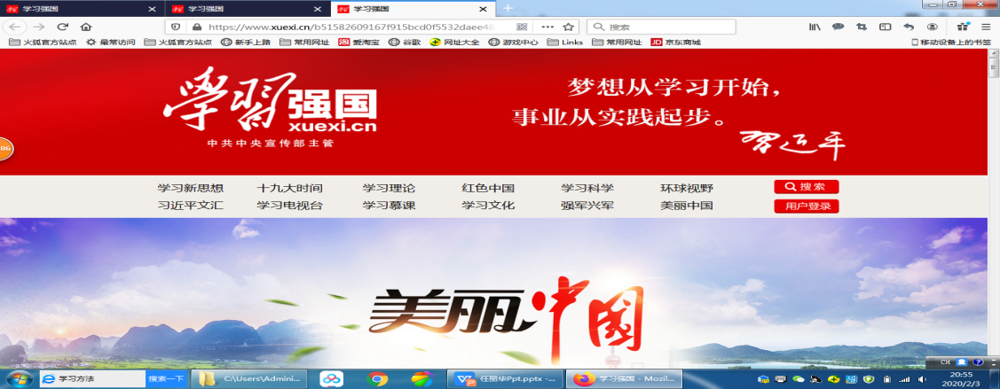 学习强国
学习强国
学习强国
https://www.xuexi.cn/b51582609167f915bcd0f5532daee48
搜索
火狐官方站点
最常访问
火狐官方站点
新手上路
常用网址
爱淘宝
谷歌
网址大全
游戏中心
Links
常用网址
京东商城
移动设备上的书签
學習强国
xuexi.cn
中共中央宣传部主管
梦想从学习开始，
事业从实践起步。
习近平
86
学习新思想
十九大时间
学习理论
红色中国
学习科学
环球视野
搜索
习近平文汇
学习电视台
学习慕课
学习文化
强军兴军
美丽中国
用户登录
美丽中国
CH
学习方法
搜索一下
C:\Users\Admini...
任丽华Ppt.pptx -...
学习强国 - Mozil...
20:55
2020/2/3